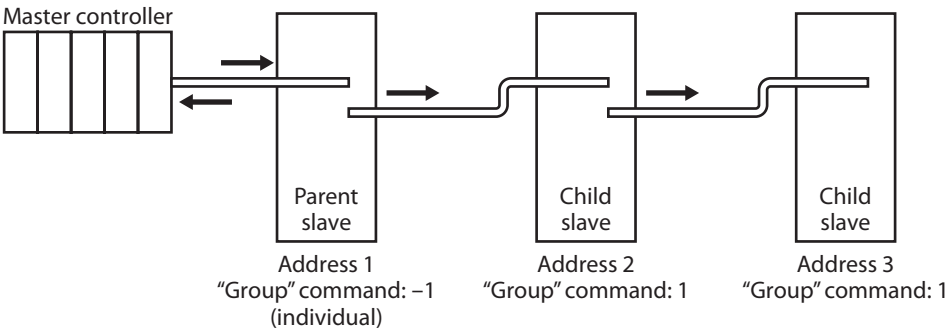 Master controller
Parent
slave
Child
slave
Child
slave
Address 1
“Group” command: –1
(individual)
Address 2
“Group” command: 1
Address 3
“Group” command: 1